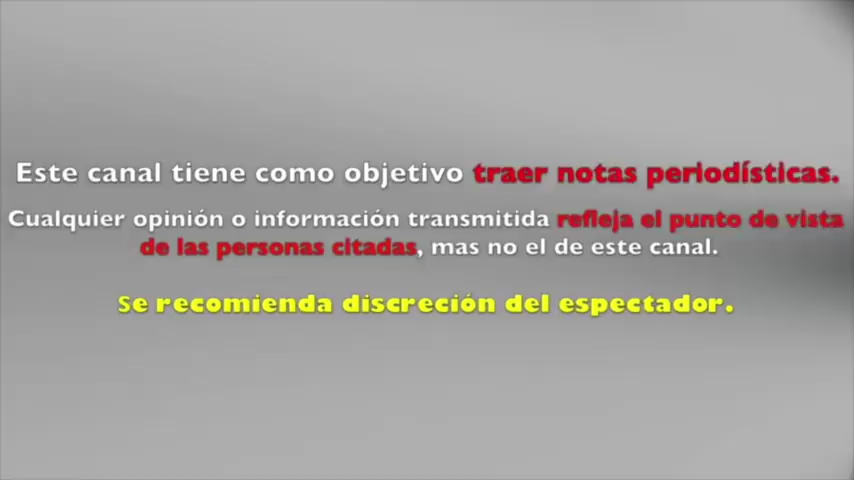 Este canal tiene como objetivo traer notas periodísticas.
Cualquier opinión o información transmitida refleja el punto de vista
de las personas citadas, mas no el de este canal.
Se recomienda discreción del espectador.